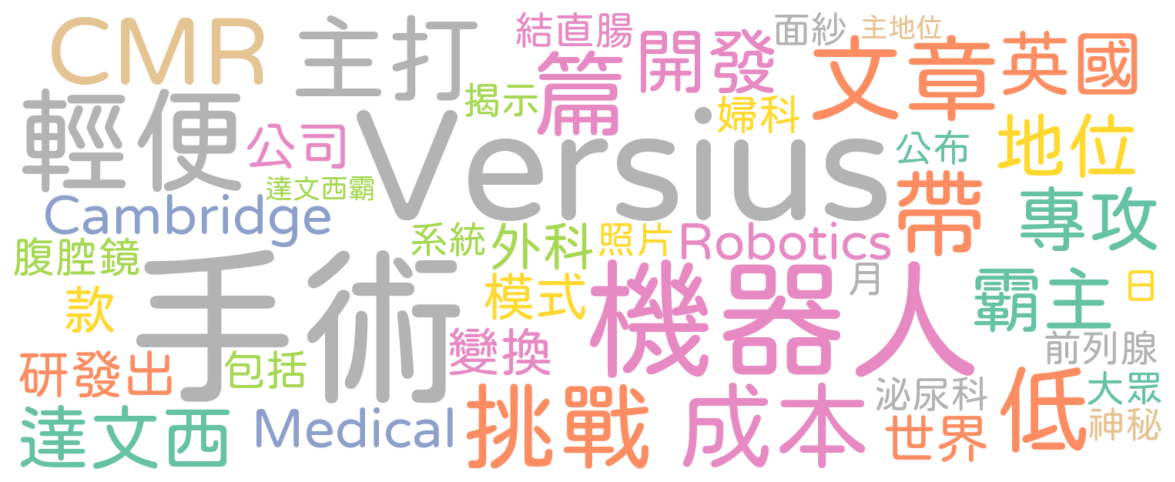 CMR
主打
結直腸
開發
面紗
主地位
文章
英國
篇
揭示
輕便
公司
Versius
婦科
公布
地位
達文西霸
Cambridge
帶
專攻
腹腔鏡
系統
外科
照片
Robotics
手術
機器人
月
霸主
日
款
模式
變換
前列腺
研發出
包括
挑戰
成本
泌尿科
低
大眾
達文西
Medical
世界
神秘